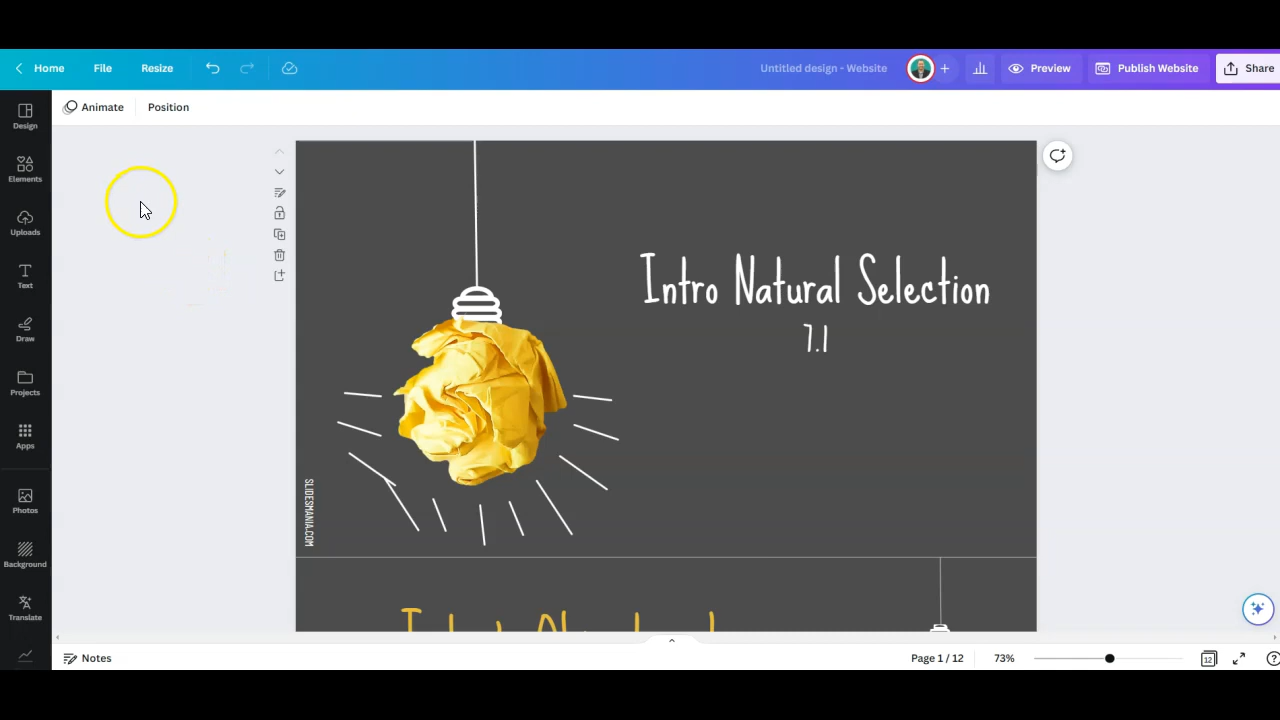 Home File Resize Untitled design - Website + Preview Publish Website Share
Animate Position
Design
Elements
Uploads
Text
Draw
Projects
Apps
Photos
Background
Translate
Intro Natural Selection
7.1
SLIDESMANIA.COM
Notes Page 1 / 12 73% 12 ?